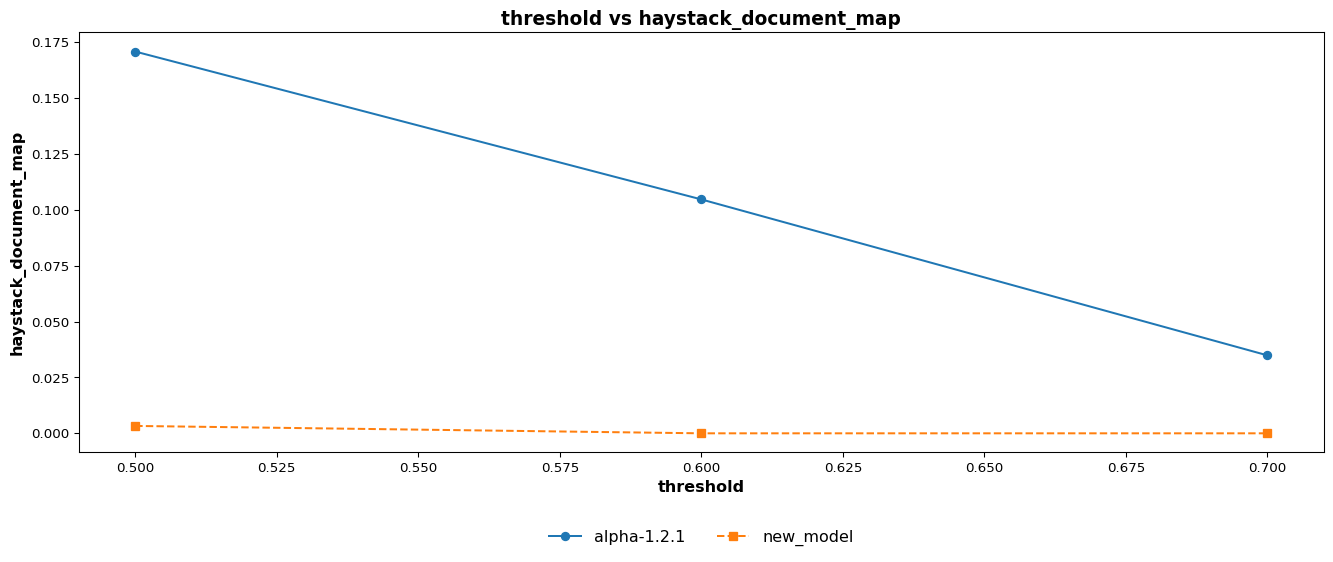 threshold vs haystack_document_map
haystack_document_map
0.175
0.150
0.125
0.100
0.075
0.050
0.025
0.000
0.500 0.525 0.550 0.575 0.600 0.625 0.650 0.675 0.700
threshold
alpha-1.2.1 new_model